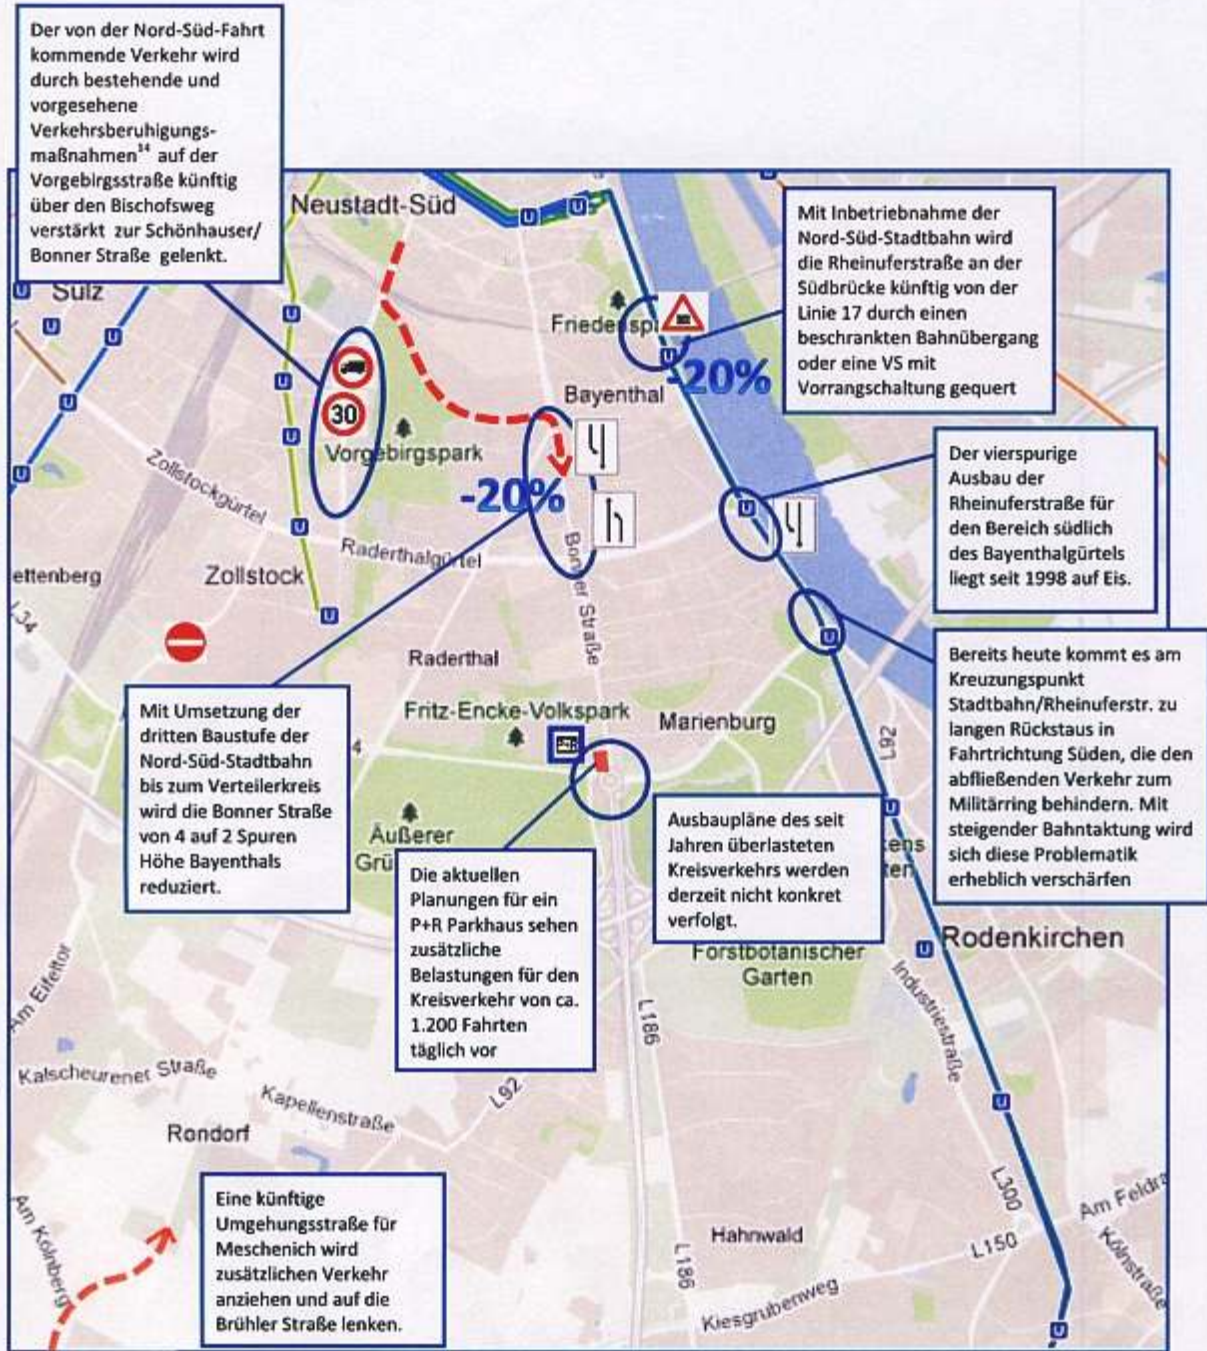 Der von der Nord-Süd-Fahrt
kommende Verkehr wird
durch bestehende und
vorgesehene
Verkehrsberuhigungs-
maßnahmen¹⁴ auf der
Vorgebirgsstraße künftig
über den Bischofsweg
verstärkt zur Schönhauser/
Bonner Straße gelenkt.
Neustadt-Süd
Sülz
Mit Inbetriebnahme der
Nord-Süd-Stadtbahn wird
die Rheinuferstraße an der
Südbrücke künftig von der
Linie 17 durch einen
beschrankten Bahnübergang
oder eine VS mit
Vorrangschaltung gequert
-20%
Bayenthal
30
Vorgebirgspark
-20%
Zollstockgürtel
Raderthalgürtel
Bonner Straße
Der vierspurige
Ausbau der
Rheinuferstraße für
den Bereich südlich
des Bayenthalgürtels
liegt seit 1998 auf Eis.
ettenberg
Zollstock
L34
Raderthal
Bereits heute kommt es am
Kreuzungspunkt
Stadtbahn/Rheinuferstr. zu
langen Rückstaus in
Fahrtrichtung Süden, die den
abfließenden Verkehr zum
Militärring behindern. Mit
steigender Bahntaktung wird
sich diese Problematik
erheblich verschärfen
Mit Umsetzung der
dritten Baustufe der
Nord-Süd-Stadtbahn
bis zum Verteilerkreis
wird die Bonner Straße
von 4 auf 2 Spuren
Höhe Bayenthals
reduziert.
Fritz-Encke-Volkspark
Marienburg
4
P+R
Äußerer
Grü
Die aktuellen
Planungen für ein
P+R Parkhaus sehen
zusätzliche
Belastungen für den
Kreisverkehr von ca.
1.200 Fahrten
täglich vor
Ausbaupläne des seit
Jahren überlasteten
Kreisverkehrs werden
derzeit nicht konkret
verfolgt.
ten
Rodenkirchen
Forstbotanischer
Garten
Am Eifeltor
Industriestraße
L186
Kalscheurener Straße
Kapellenstraße
L92
Rondorf
Eine künftige
Umgehungsstraße für
Meschenich wird
zusätzlichen Verkehr
anziehen und auf die
Brühler Straße lenken.
Am Kölnberg
L300
Am Feldra
Hahnwald
L150
Kölnstraße
L186
Kiesgrubenweg